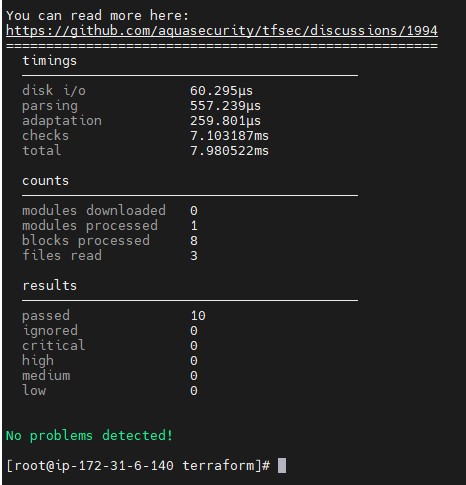 You can read more here:
https://github.com/aquasecurity/tfsec/discussions/1994
======================================================
timings
disk i/o 60.295µs
parsing 557.239µs
adaptation 259.801µs
checks 7.103187ms
total 7.980522ms
counts
modules downloaded 0
modules processed 1
blocks processed 8
files read 3
results
passed 10
ignored 0
critical 0
high 0
medium 0
low 0
No problems detected!
[root@ip-172-31-6-140 terraform]#